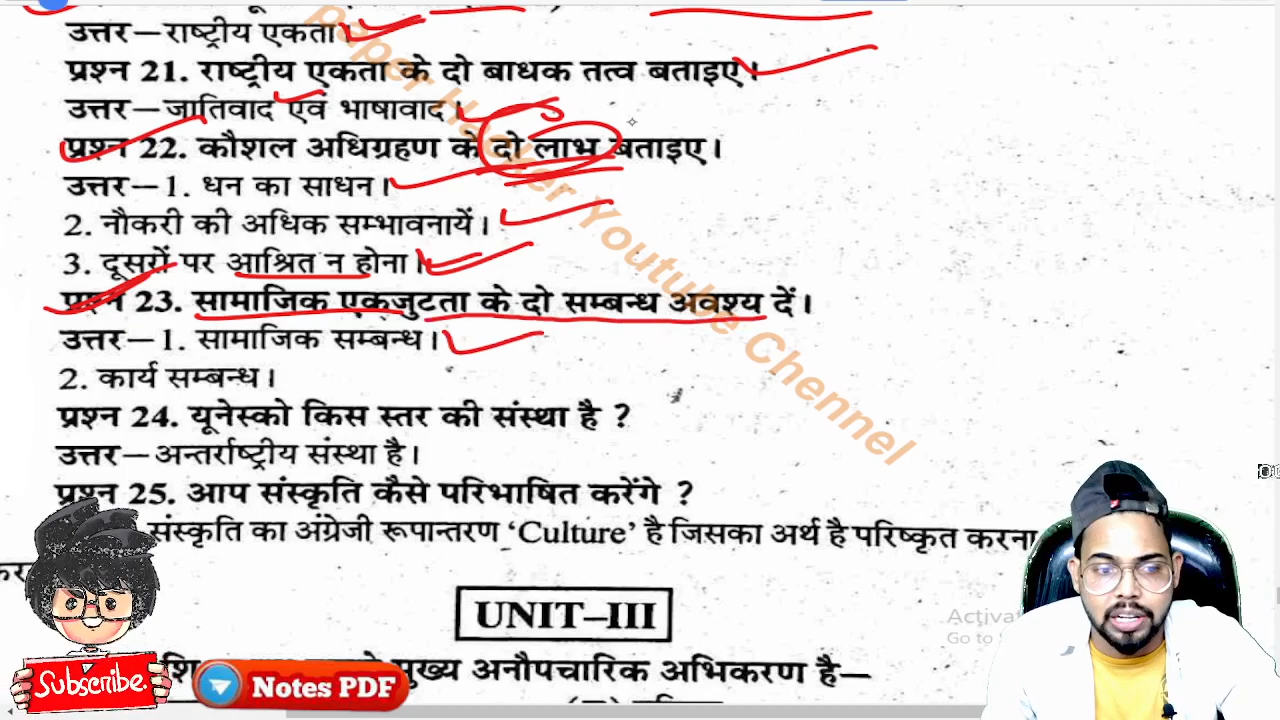 उत्तर—राष्ट्रीय एकता।
प्रश्न 21. राष्ट्रीय एकता के दो बाधक तत्व बताइए।
उत्तर—जातिवाद एवं भाषावाद।
प्रश्न 22. कौशल अधिग्रहण के दो लाभ बताइए।
उत्तर—1. धन का साधन।
2. नौकरी की अधिक सम्भावनायें।
3. दूसरों पर आश्रित न होना।
प्रश्न 23. सामाजिक एकजुटता के दो सम्बन्ध अवश्य दें।
उत्तर—1. सामाजिक सम्बन्ध।
2. कार्य सम्बन्ध।
प्रश्न 24. यूनेस्को किस स्तर की संस्था है ?
उत्तर—अन्तर्राष्ट्रीय संस्था है।
प्रश्न 25. आप संस्कृति कैसे परिभाषित करेंगे ?
संस्कृति का अंग्रेजी रूपान्तरण ‘Culture’ है जिसका अर्थ है परिष्कृत करना
UNIT–III
मुख्य अनौपचारिक अभिकरण है—
paper Hacker Youtube Chennel
Subscribe.
Notes PDF
Go to